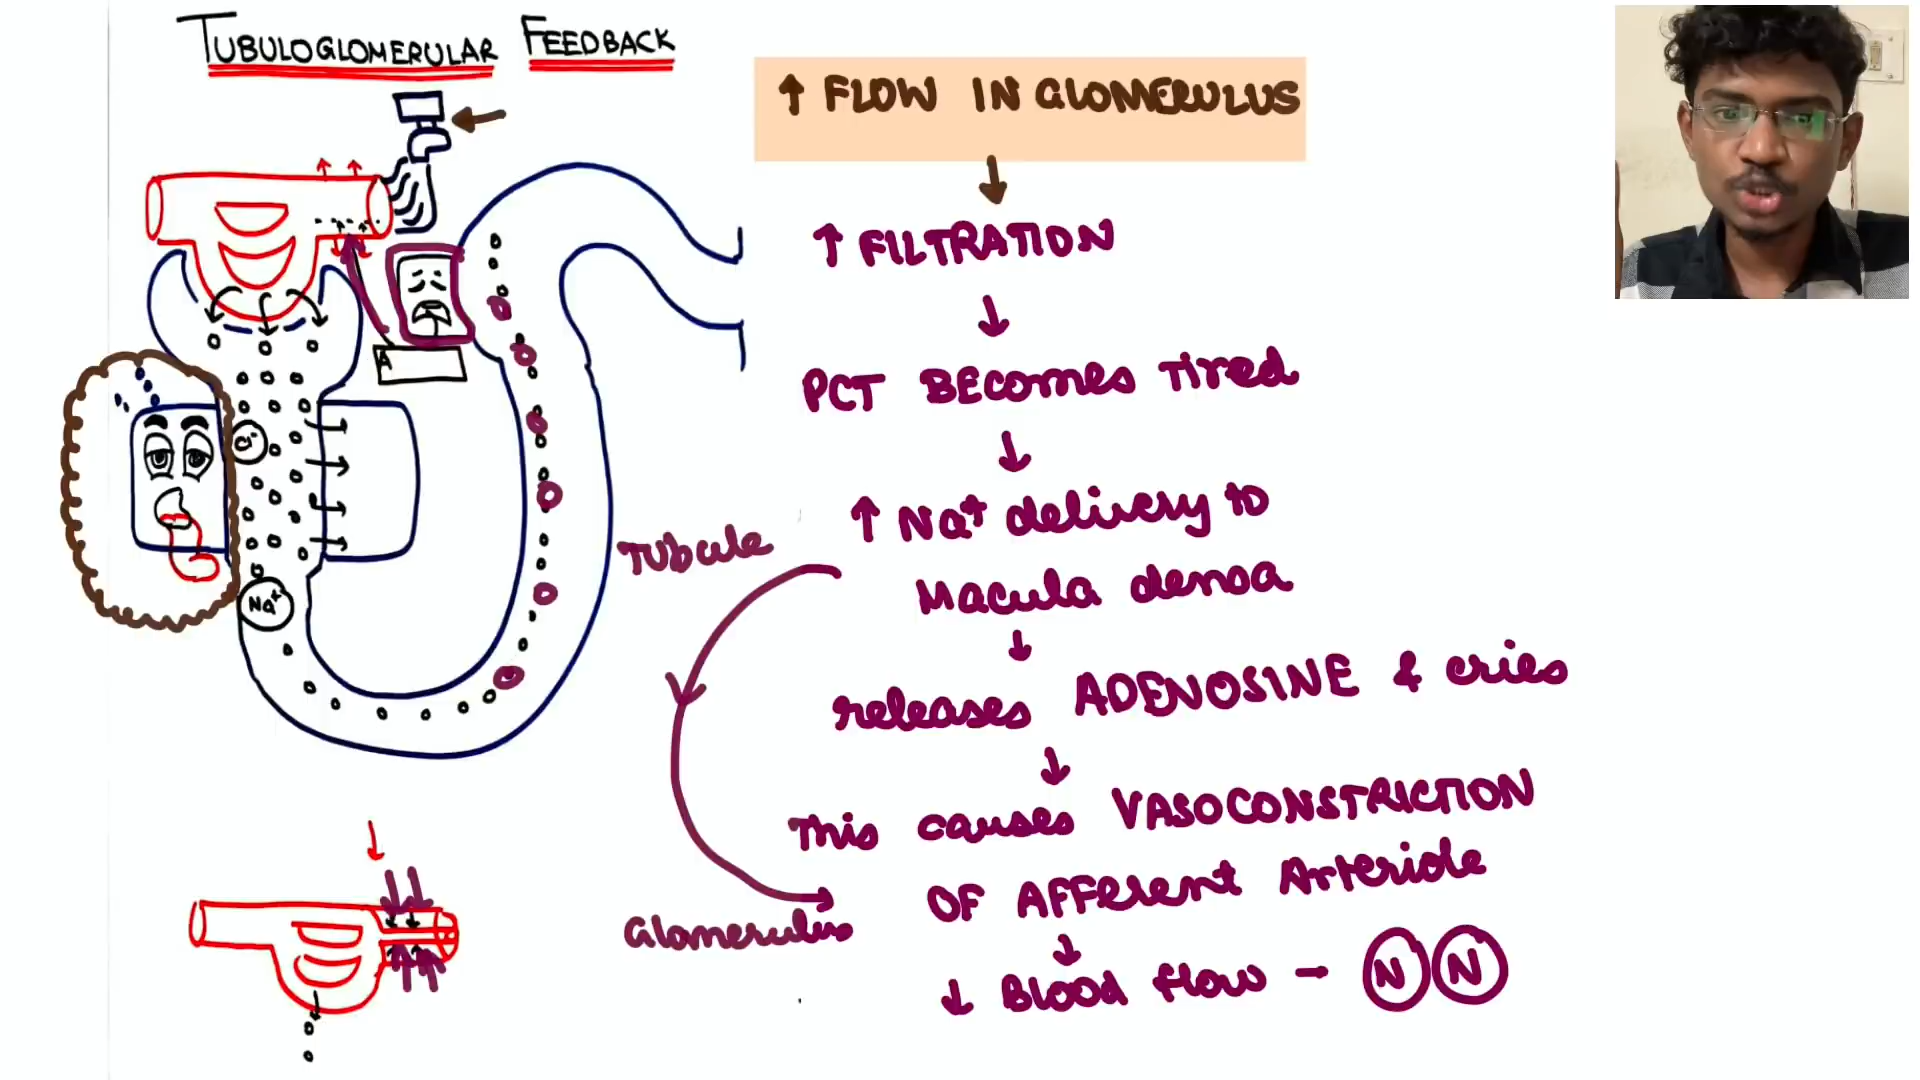 TUBULOGLOMERULAR FEEDBACK
↑ FLOW IN GLOMERULUS
↓
↑ FILTRATION
↓
PCT BECOMES TIRED
↓
↑ Na⁺ delivery to
Macula densa
↓
releases ADENOSINE & cries
↓
This causes VASOCONSTRICTION
OF AFFerent Arteriole
↓
↓ Blood flow - N N
Tubule
Glomerulus
A
Cl⁻
Na⁺